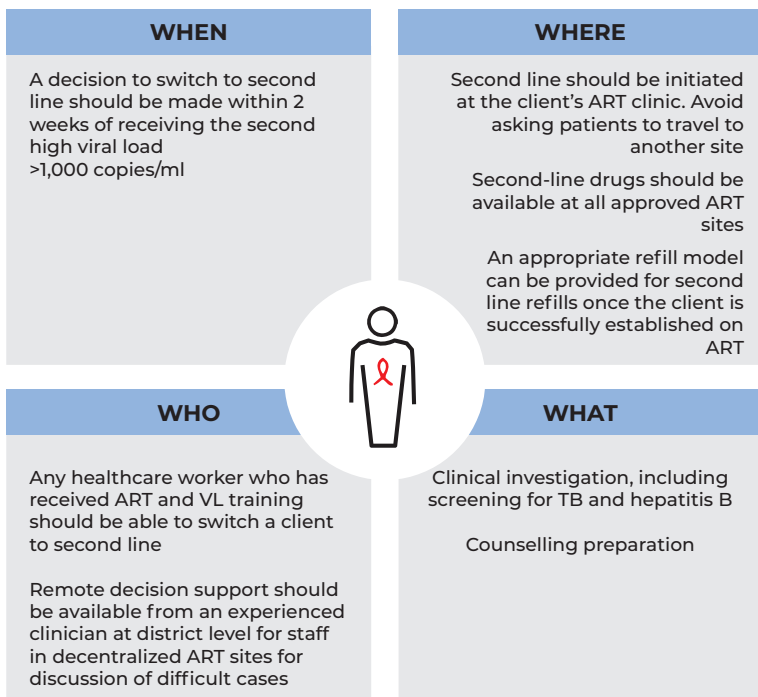 WHEN
A decision to switch to second
line should be made within 2
weeks of receiving the second
high viral load
>1,000 copies/ml
WHERE
Second line should be initiated
at the client's ART clinic. Avoid
asking patients to travel to
another site
Second-line drugs should be
available at all approved ART
sites
An appropriate refill model
can be provided for second
line refills once the client is
successfully established on
ART
WHO
Any healthcare worker who has
received ART and VL training
should be able to switch a client
to second line
Remote decision support should
be available from an experienced
clinician at district level for staff
in decentralized ART sites for
discussion of difficult cases
WHAT
Clinical investigation, including
screening for TB and hepatitis B
Counselling preparation